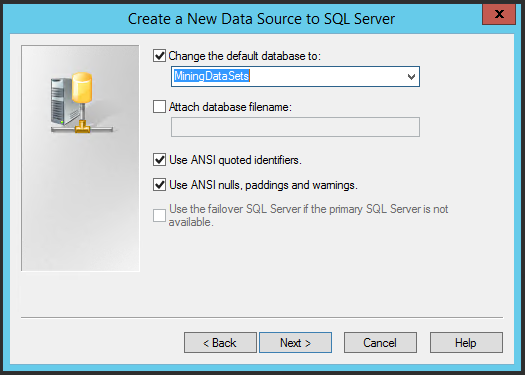 Create a New Data Source to SQL Server
x
Change the default database to:
MiningDataSets
Attach database filename:
Use ANSI quoted identifiers.
Use ANSI nulls, paddings and warnings.
Use the failover SQL Server if the primary SQL Server is not
available.
< Back
Next >
Cancel
Help